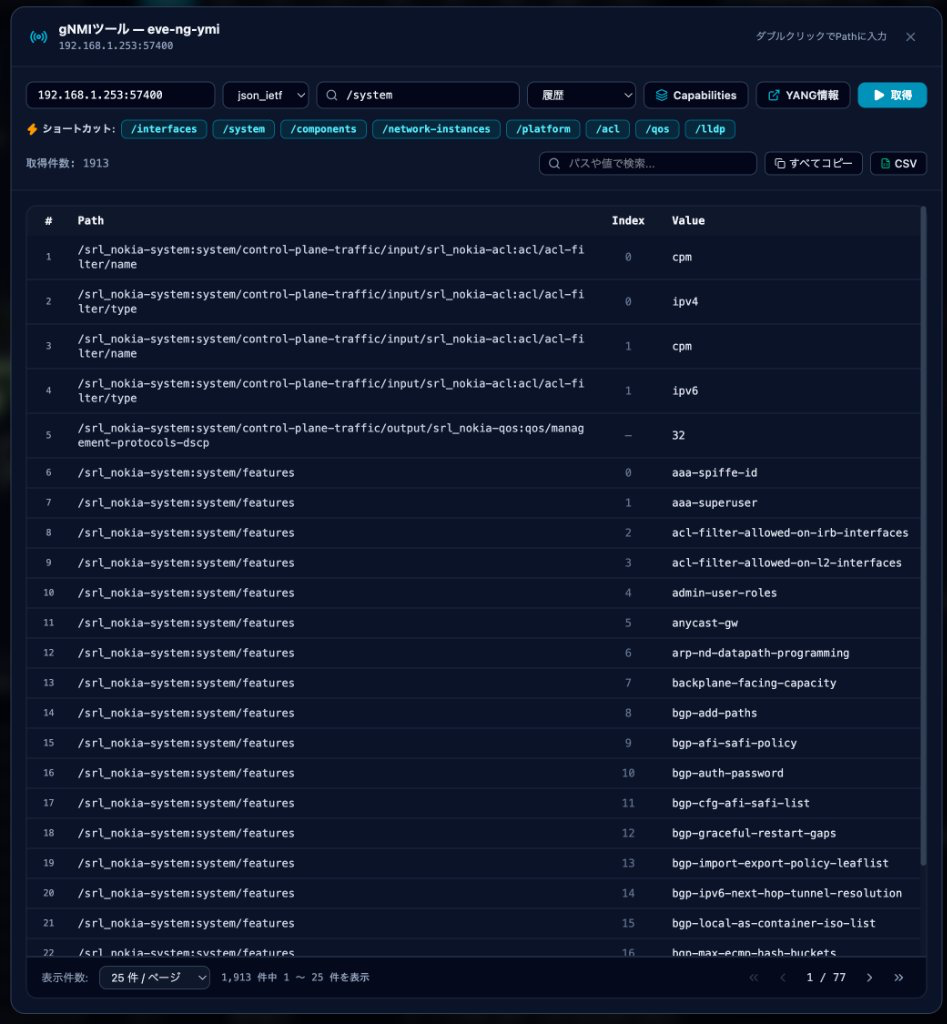 gNMIツール — eve-ng-ymi
192.168.1.253:57400
ダブルクリックでPathに入力
192.168.1.253:57400 json_ietf /system 履歴 Capabilities YANG情報 取得
ショートカット: /interfaces /system /components /network-instances /platform /acl /qos /lldp
取得件数: 1913 パスや値で検索... すべてコピー CSV
# Path Index Value
1 /srl_nokia-system:system/control-plane-traffic/input/srl_nokia-acl:acl/acl-fi 0 cpm
lter/name
2 /srl_nokia-system:system/control-plane-traffic/input/srl_nokia-acl:acl/acl-fi 0 ipv4
lter/type
3 /srl_nokia-system:system/control-plane-traffic/input/srl_nokia-acl:acl/acl-fi 1 cpm
lter/name
4 /srl_nokia-system:system/control-plane-traffic/input/srl_nokia-acl:acl/acl-fi 1 ipv6
lter/type
5 /srl_nokia-system:system/control-plane-traffic/output/srl_nokia-qos:qos/manag — 32
ement-protocols-dscp
6 /srl_nokia-system:system/features 0 aaa-spiffe-id
7 /srl_nokia-system:system/features 1 aaa-superuser
8 /srl_nokia-system:system/features 2 acl-filter-allowed-on-irb-interfaces
9 /srl_nokia-system:system/features 3 acl-filter-allowed-on-l2-interfaces
10 /srl_nokia-system:system/features 4 admin-user-roles
11 /srl_nokia-system:system/features 5 anycast-gw
12 /srl_nokia-system:system/features 6 arp-nd-datapath-programming
13 /srl_nokia-system:system/features 7 backplane-facing-capacity
14 /srl_nokia-system:system/features 8 bgp-add-paths
15 /srl_nokia-system:system/features 9 bgp-afi-safi-policy
16 /srl_nokia-system:system/features 10 bgp-auth-password
17 /srl_nokia-system:system/features 11 bgp-cfg-afi-safi-list
18 /srl_nokia-system:system/features 12 bgp-graceful-restart-gaps
19 /srl_nokia-system:system/features 13 bgp-import-export-policy-leaflist
20 /srl_nokia-system:system/features 14 bgp-ipv6-next-hop-tunnel-resolution
21 /srl_nokia-system:system/features 15 bgp-local-as-container-iso-list
22 /srl_nokia-system:system/features 16 bgp-max-ecmp-hash-buckets
表示件数: 25 件 / ページ 1,913 件中 1 〜 25 件を表示 « ‹ 1 / 77 › »